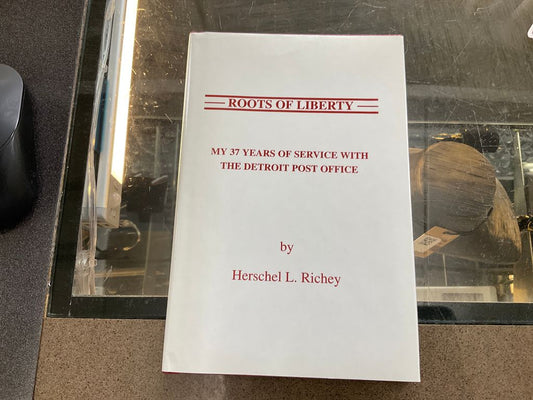 ROOTS OF LIBERTY
MY 37 YEARS OF SERVICE WITH
THE DETROIT POST OFFICE
by
Herschel L. Richey